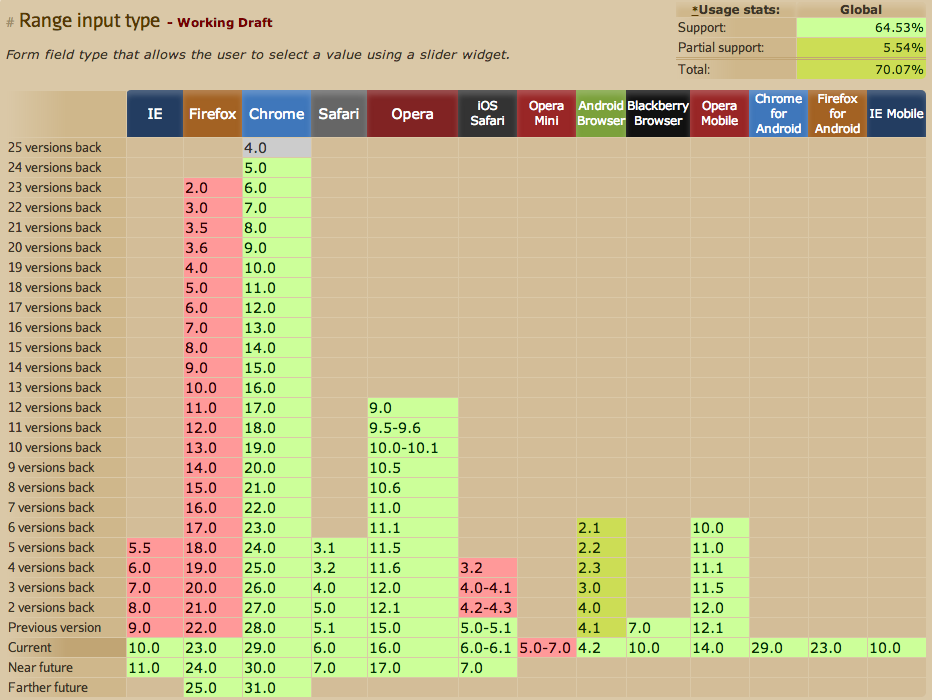 # Range input type - Working Draft
*Usage stats: Global
Support: 64.53%
Form field type that allows the user to select a value using a slider widget.
Partial support: 5.54%
Total: 70.07%
IE Firefox Chrome Safari Opera iOS Safari Opera Mini Android Browser Blackberry Browser Opera Mobile Chrome for Android Firefox for Android IE Mobile
25 versions back 4.0
24 versions back 5.0
23 versions back 2.0 6.0
22 versions back 3.0 7.0
21 versions back 3.5 8.0
20 versions back 3.6 9.0
19 versions back 4.0 10.0
18 versions back 5.0 11.0
17 versions back 6.0 12.0
16 versions back 7.0 13.0
15 versions back 8.0 14.0
14 versions back 9.0 15.0
13 versions back 10.0 16.0
12 versions back 11.0 17.0 9.0
11 versions back 12.0 18.0 9.5-9.6
10 versions back 13.0 19.0 10.0-10.1
9 versions back 14.0 20.0 10.5
8 versions back 15.0 21.0 10.6
7 versions back 16.0 22.0 11.0
6 versions back 17.0 23.0 11.1 2.1 10.0
5 versions back 5.5 18.0 24.0 3.1 11.5 2.2 11.0
4 versions back 6.0 19.0 25.0 3.2 11.6 3.2 2.3 11.1
3 versions back 7.0 20.0 26.0 4.0 12.0 4.0-4.1 3.0 11.5
2 versions back 8.0 21.0 27.0 5.0 12.1 4.2-4.3 4.0 12.0
Previous version 9.0 22.0 28.0 5.1 15.0 5.0-5.1 4.1 7.0 12.1
Current 10.0 23.0 29.0 6.0 16.0 6.0-6.1 5.0-7.0 4.2 10.0 14.0 29.0 23.0 10.0
Near future 11.0 24.0 30.0 7.0 17.0 7.0
Farther future 25.0 31.0